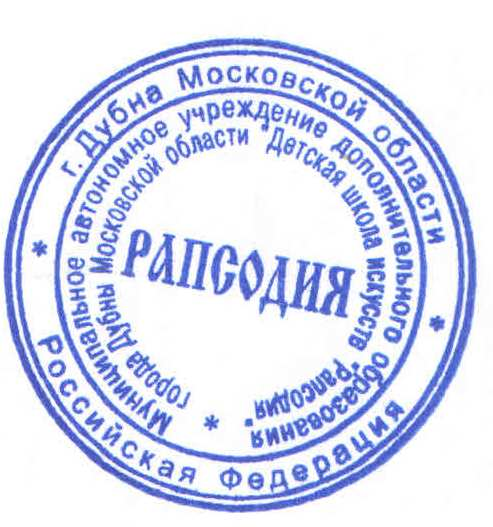 г. Дубна Московской области
* Российская Федерация *
Муниципальное автономное учреждение дополнительного образования
города Дубны Московской области "Детская школа искусств "Рапсодия" *
РАПСОДИЯ